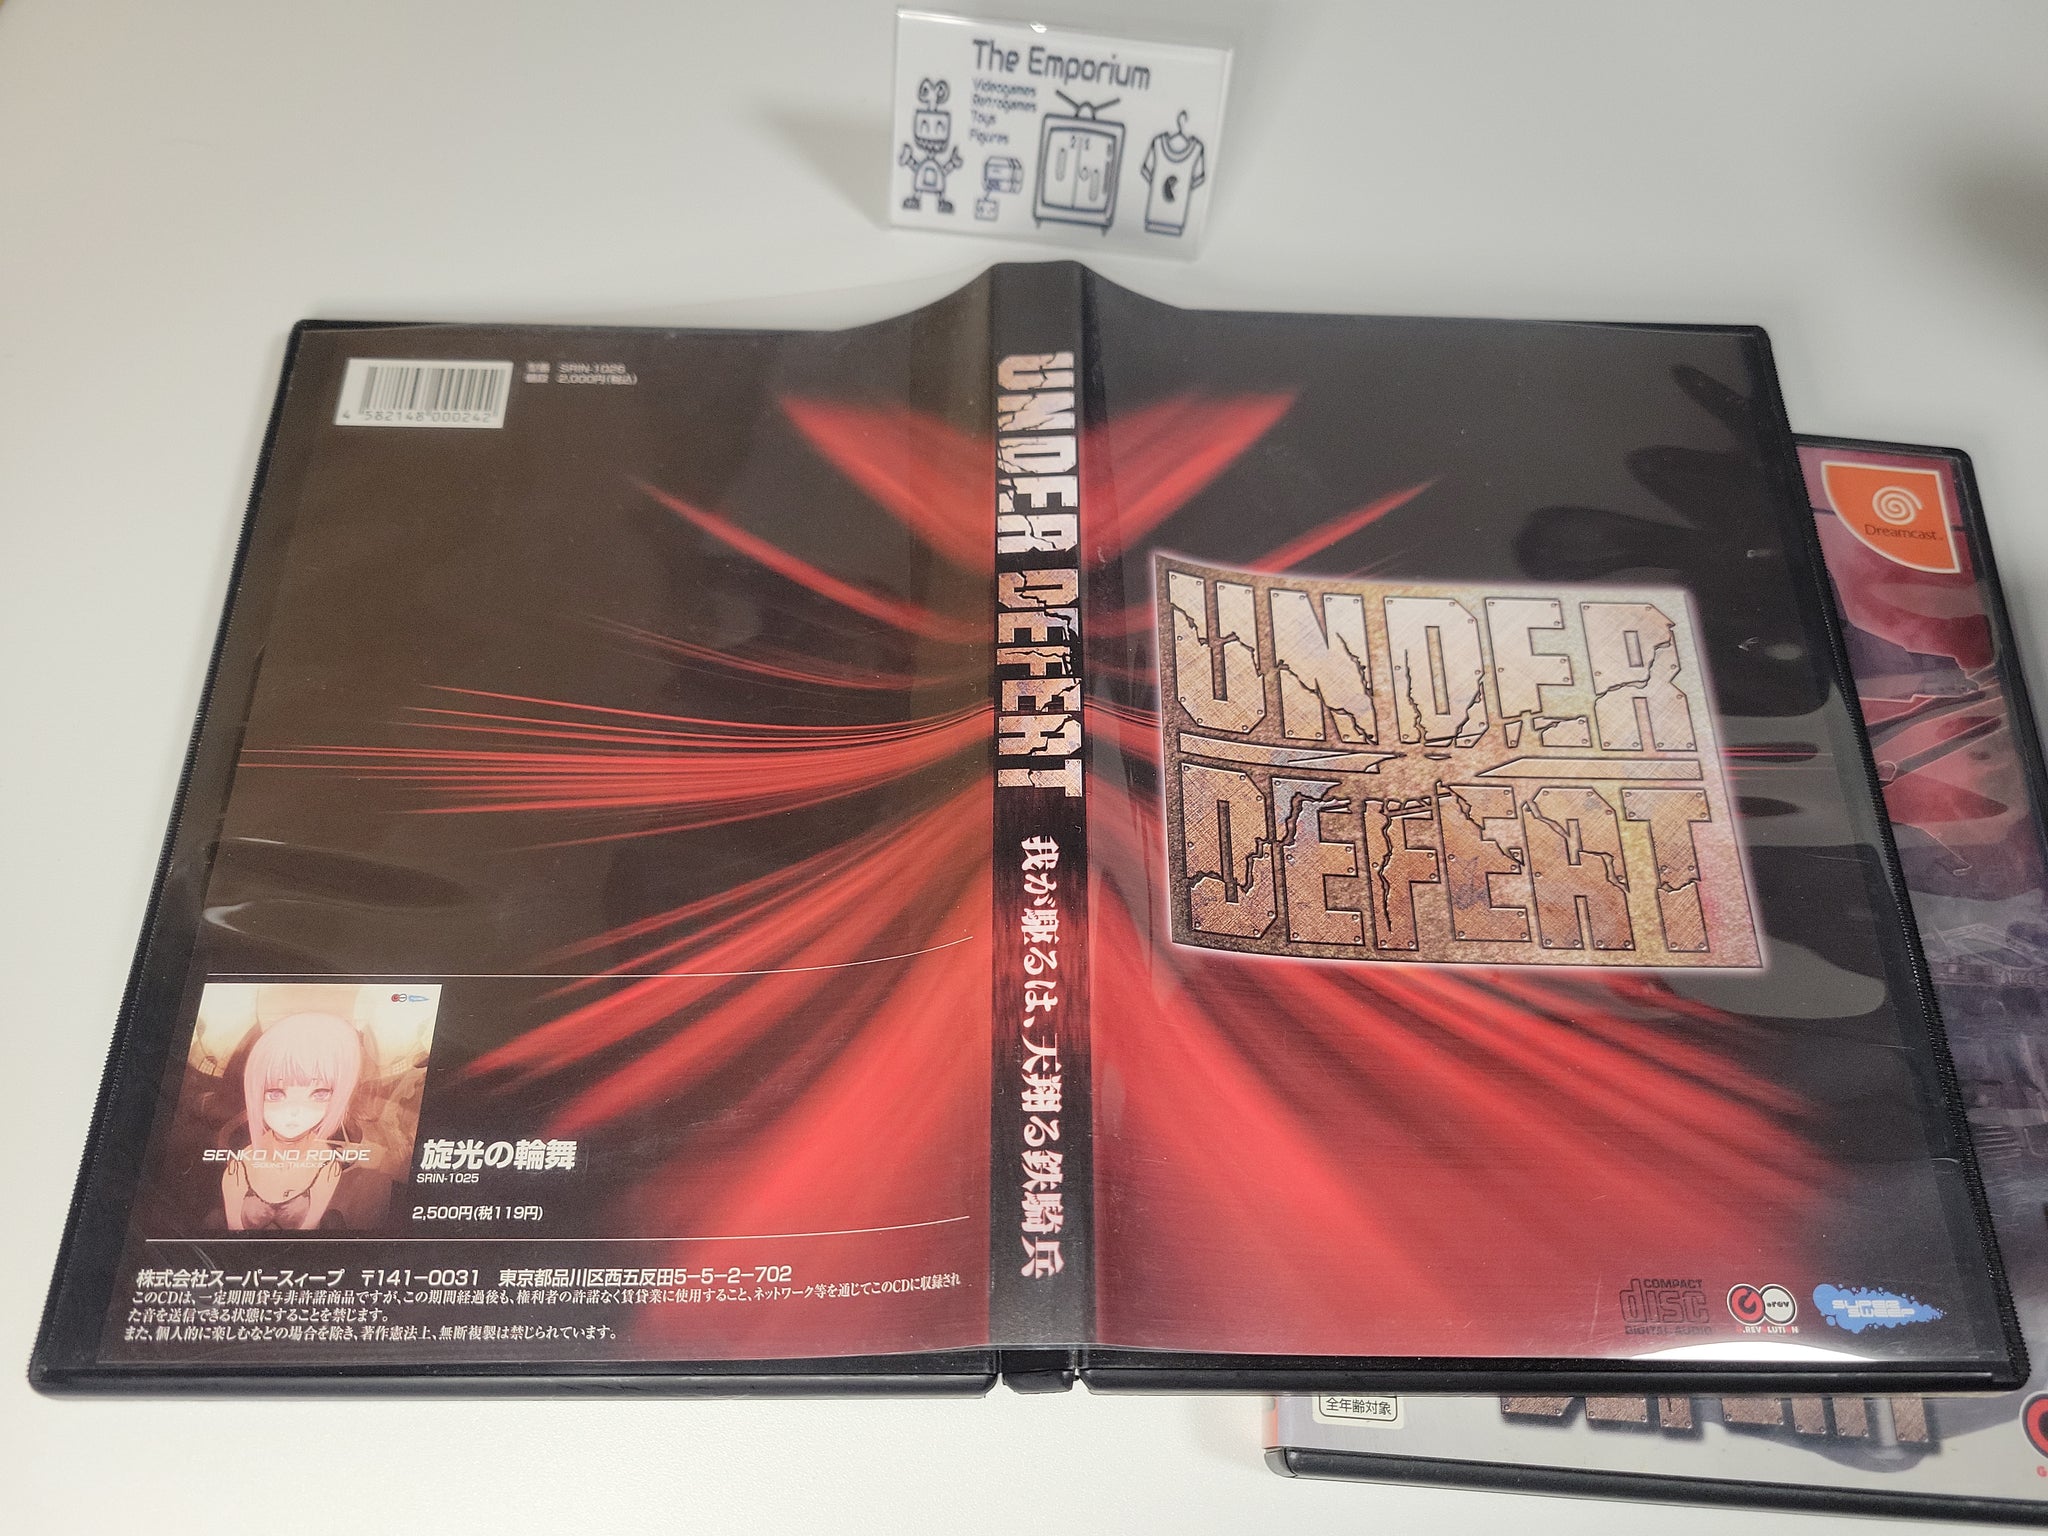 The Emporium
Videogames
Retrogames
Toys
Figures
4 582148 000242
型番 SRIN-1026
価格 2,000円(税込)
UNDER DEFEAT
我が駆るは、天翔る鉄騎兵
UNDER
DEFEAT
Dreamcast
SENKO NO RONDE
SOUND TRACKS
旋光の輪舞
SRIN-1025
2,500円(税119円)
株式会社スーパースィープ 〒141-0031 東京都品川区西五反田5-5-2-702
このCDは、一定期間貸与非許諾商品ですが、この期間経過後も、権利者の許諾なく賃貸業に使用すること、ネットワーク等を通じてこのCDに収録され
た音を送信できる状態にすることを禁じます。
また、個人的に楽しむなどの場合を除き、著作憲法上、無断複製は禁じられています。
COMPACT
disc
DIGITAL AUDIO
G.rev
G.REVOLUTION
SUPER
SWEEP
全年齢対象